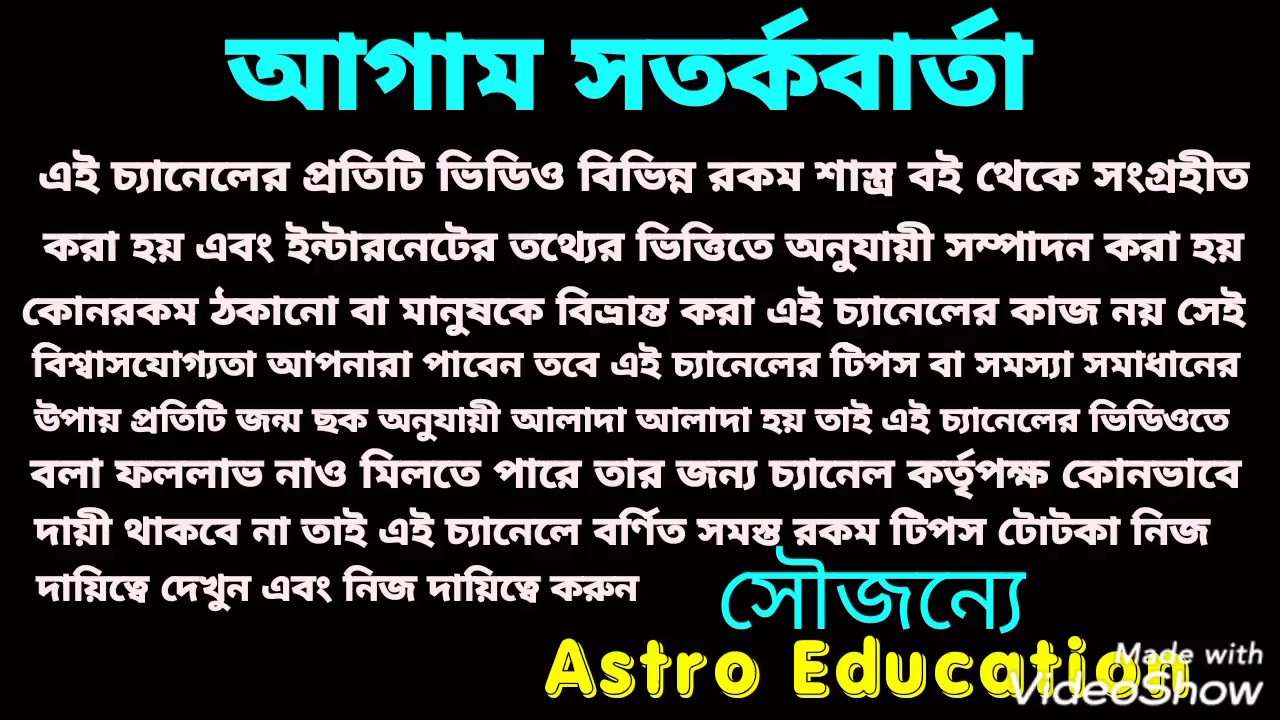 আগাম সতর্কবার্তা
এই চ্যানেলের প্রতিটি ভিডিও বিভিন্ন রকম শাস্ত্র বই থেকে সংগ্রহীত
করা হয় এবং ইন্টারনেটের তথ্যের ভিত্তিতে অনুযায়ী সম্পাদন করা হয়
কোনরকম ঠকানো বা মানুষকে বিভ্রান্ত করা এই চ্যানেলের কাজ নয় সেই
বিশ্বাসযোগ্যতা আপনারা পাবেন তবে এই চ্যানেলের টিপস বা সমস্যা সমাধানের
উপায় প্রতিটি জন্ম ছক অনুযায়ী আলাদা আলাদা হয় তাই এই চ্যানেলের ভিডিওতে
বলা ফললাভ নাও মিলতে পারে তার জন্য চ্যানেল কর্তৃপক্ষ কোনভাবে
দায়ী থাকবে না তাই এই চ্যানেলে বর্ণিত সমস্ত রকম টিপস টোটকা নিজ
দায়িত্বে দেখুন এবং নিজ দায়িত্বে করুন
সৌজন্যে
Astro Education
Made with
VideoShow